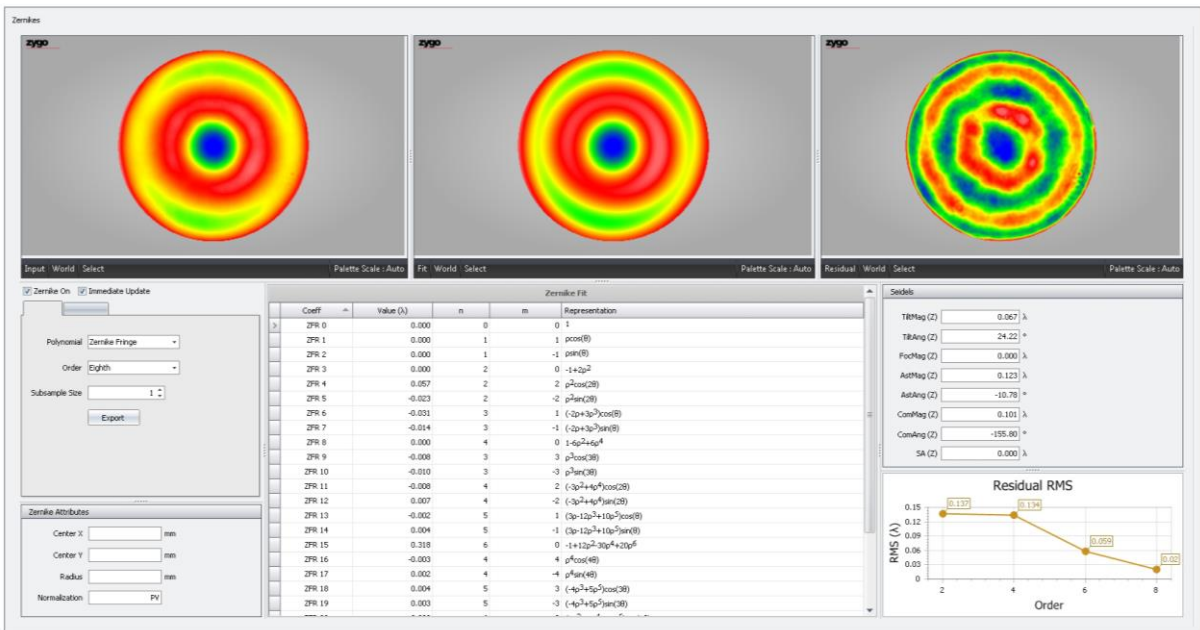 Zernikes
zygo
zygo
zygo
Input World Select Palette Scale : Auto
Fit World Select Palette Scale : Auto
Residual World Select Palette Scale : Auto
Zernike On Immediate Update
Polynomial Zernike Fringe
Order Eighth
Subsample Size 1
Export
Zernike Attributes
Center X mm
Center Y mm
Radius mm
Normalization PV
Zernike Fit
Coeff Value (λ) n m Representation
ZFR 0 0.000 0 0 1
ZFR 1 0.000 1 1 ρcos(θ)
ZFR 2 0.000 1 -1 ρsin(θ)
ZFR 3 0.000 2 0 -1+2ρ²
ZFR 4 0.057 2 2 ρ²cos(2θ)
ZFR 5 -0.023 2 -2 ρ²sin(2θ)
ZFR 6 -0.031 3 1 (-2ρ+3ρ³)cos(θ)
ZFR 7 -0.014 3 -1 (-2ρ+3ρ³)sin(θ)
ZFR 8 0.000 4 0 1-6ρ²+6ρ⁴
ZFR 9 -0.008 3 3 ρ³cos(3θ)
ZFR 10 -0.010 3 -3 ρ³sin(3θ)
ZFR 11 -0.008 4 2 (-3ρ²+4ρ⁴)cos(2θ)
ZFR 12 0.007 4 -2 (-3ρ²+4ρ⁴)sin(2θ)
ZFR 13 -0.002 5 1 (3ρ-12ρ³+10ρ⁵)cos(θ)
ZFR 14 0.004 5 -1 (3ρ-12ρ³+10ρ⁵)sin(θ)
ZFR 15 0.318 6 0 -1+12ρ²-30ρ⁴+20ρ⁶
ZFR 16 -0.003 4 4 ρ⁴cos(4θ)
ZFR 17 0.002 4 -4 ρ⁴sin(4θ)
ZFR 18 0.004 5 3 (-4ρ³+5ρ⁵)cos(3θ)
ZFR 19 0.003 5 -3 (-4ρ³+5ρ⁵)sin(3θ)
Seidels
TiltMag (Z) 0.067 λ
TiltAng (Z) 24.22 °
FocMag (Z) 0.000 λ
AstMag (Z) 0.123 λ
AstAng (Z) -10.78 °
ComMag (Z) 0.101 λ
ComAng (Z) -155.80 °
SA (Z) 0.000 λ
Residual RMS
RMS (λ)
0.15
0.12
0.09
0.06
0.03
0
0.137
0.134
0.059
0.02
2 4 6 8
Order